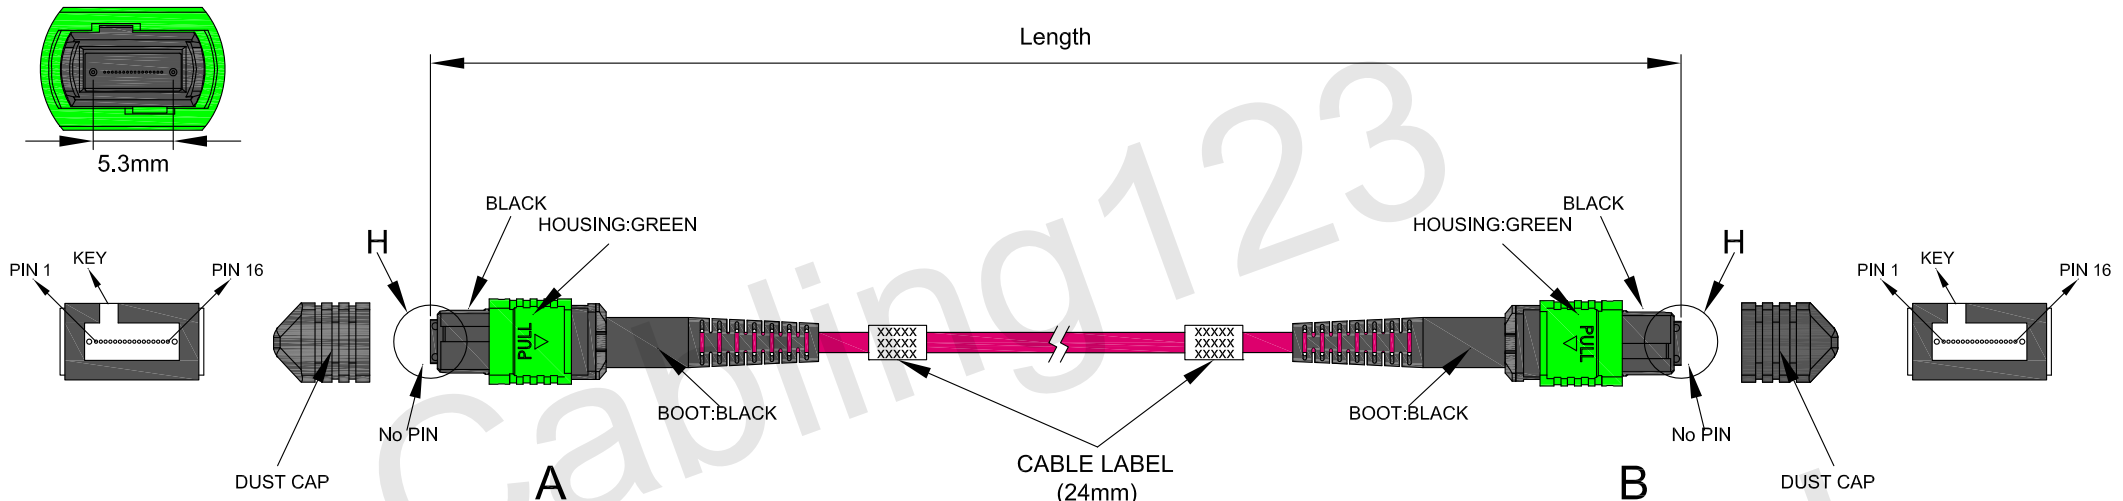 Length
5.3mm
BLACK
HOUSING:GREEN
H
PIN 1
KEY
PIN 16
PULL
XXXXX
XXXXX
XXXXX
BOOT:BLACK
No PIN
DUST CAP
A
CABLE LABEL
(24mm)
BLACK
HOUSING:GREEN
H
PIN 1
KEY
PIN 16
XXXXX
XXXXX
XXXXX
PULL
BOOT:BLACK
No PIN
DUST CAP
B
Cabling123